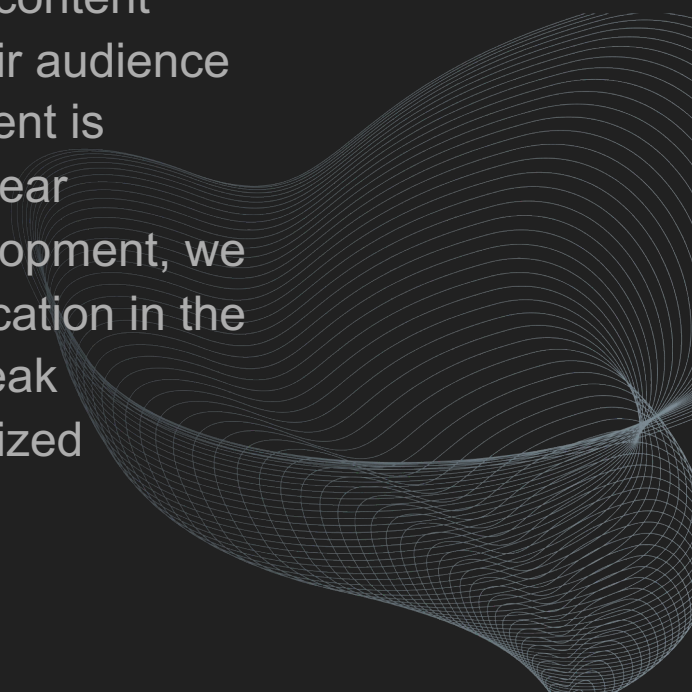 content
ir audience
ent is
ear
opment, we
cation in the
eak
ized